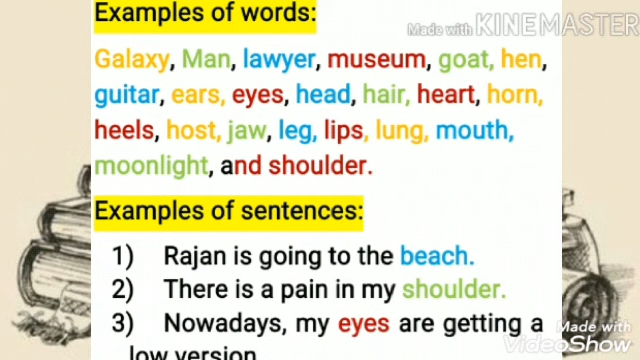 Examples of words:
Made with KINEMASTER
Galaxy, Man, lawyer, museum, goat, hen,
guitar, ears, eyes, head, hair, heart, horn,
heels, host, jaw, leg, lips, lung, mouth,
moonlight, and shoulder.
Examples of sentences:
1) Rajan is going to the beach.
2) There is a pain in my shoulder.
3) Nowadays, my eyes are getting a
low version
Made with
VideoShow